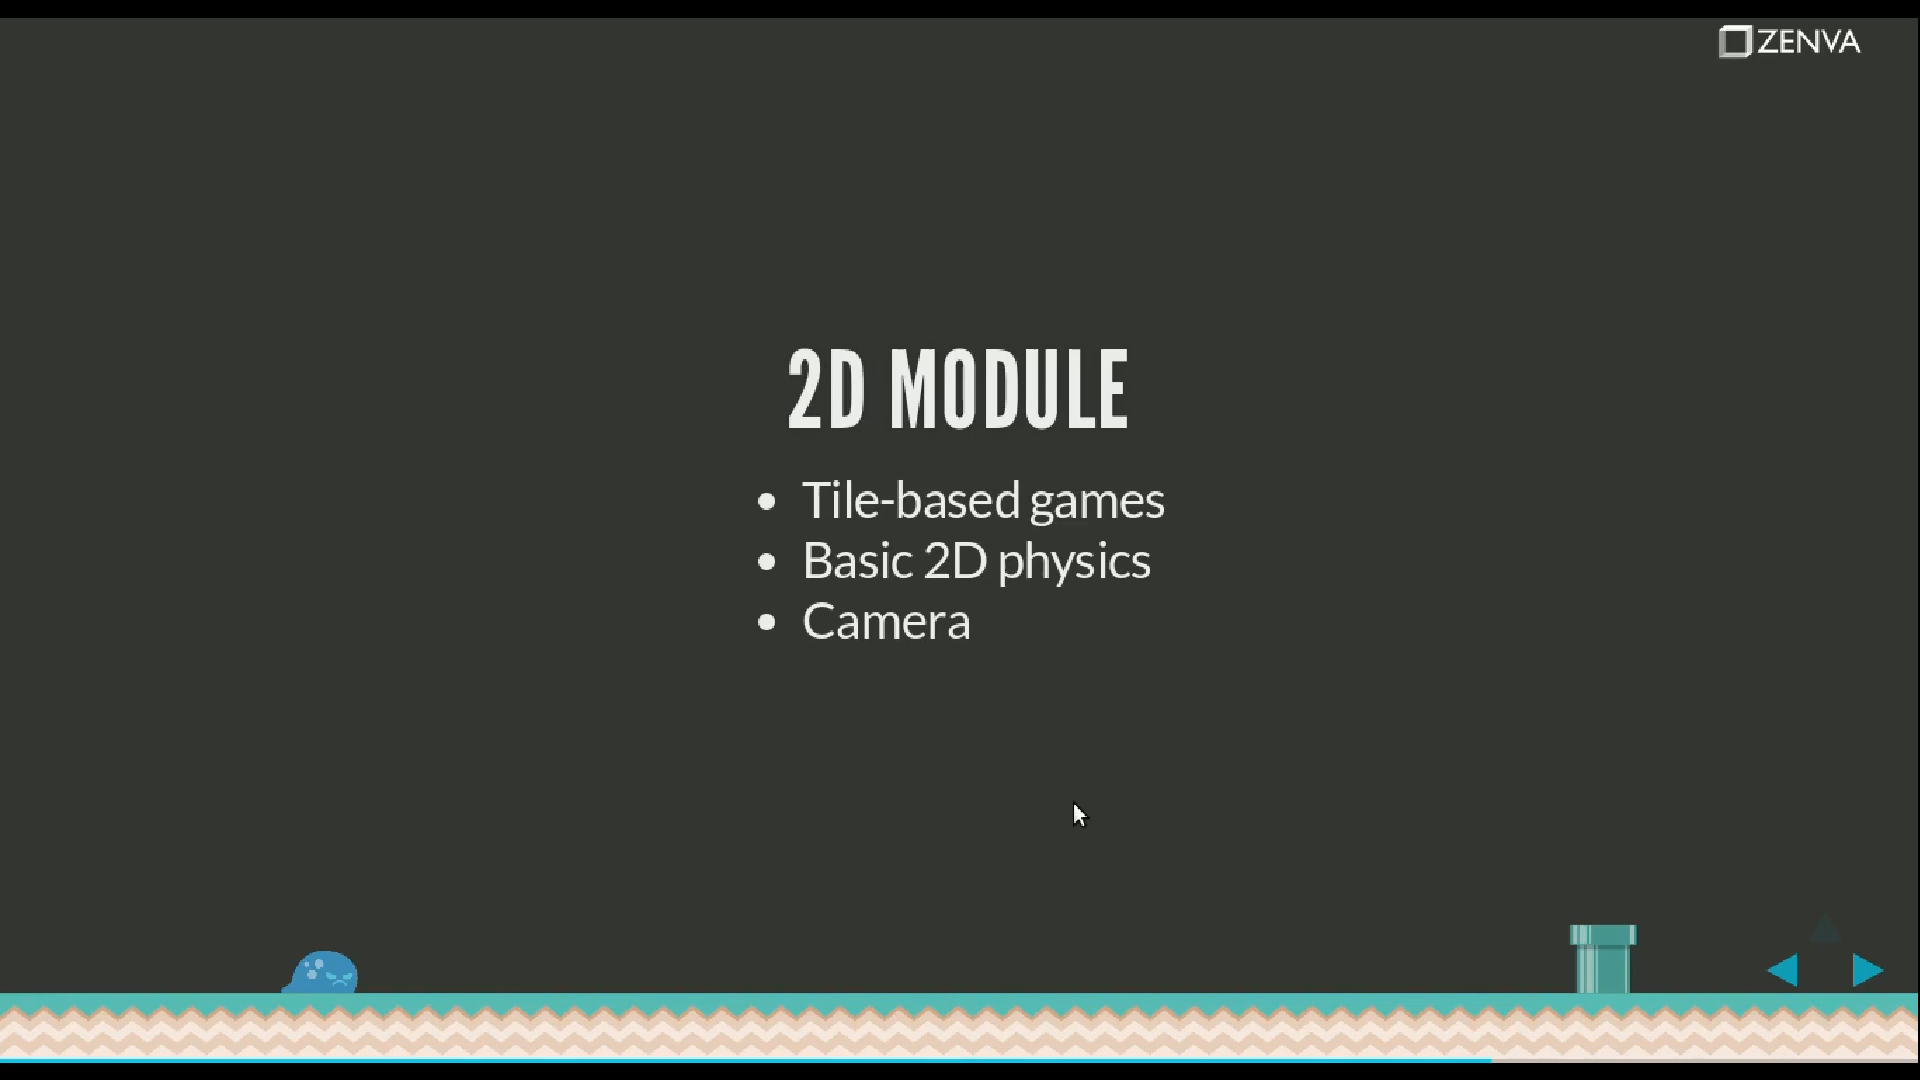 ZENVA
2D MODULE
Tile-based games
Basic 2D physics
Camera